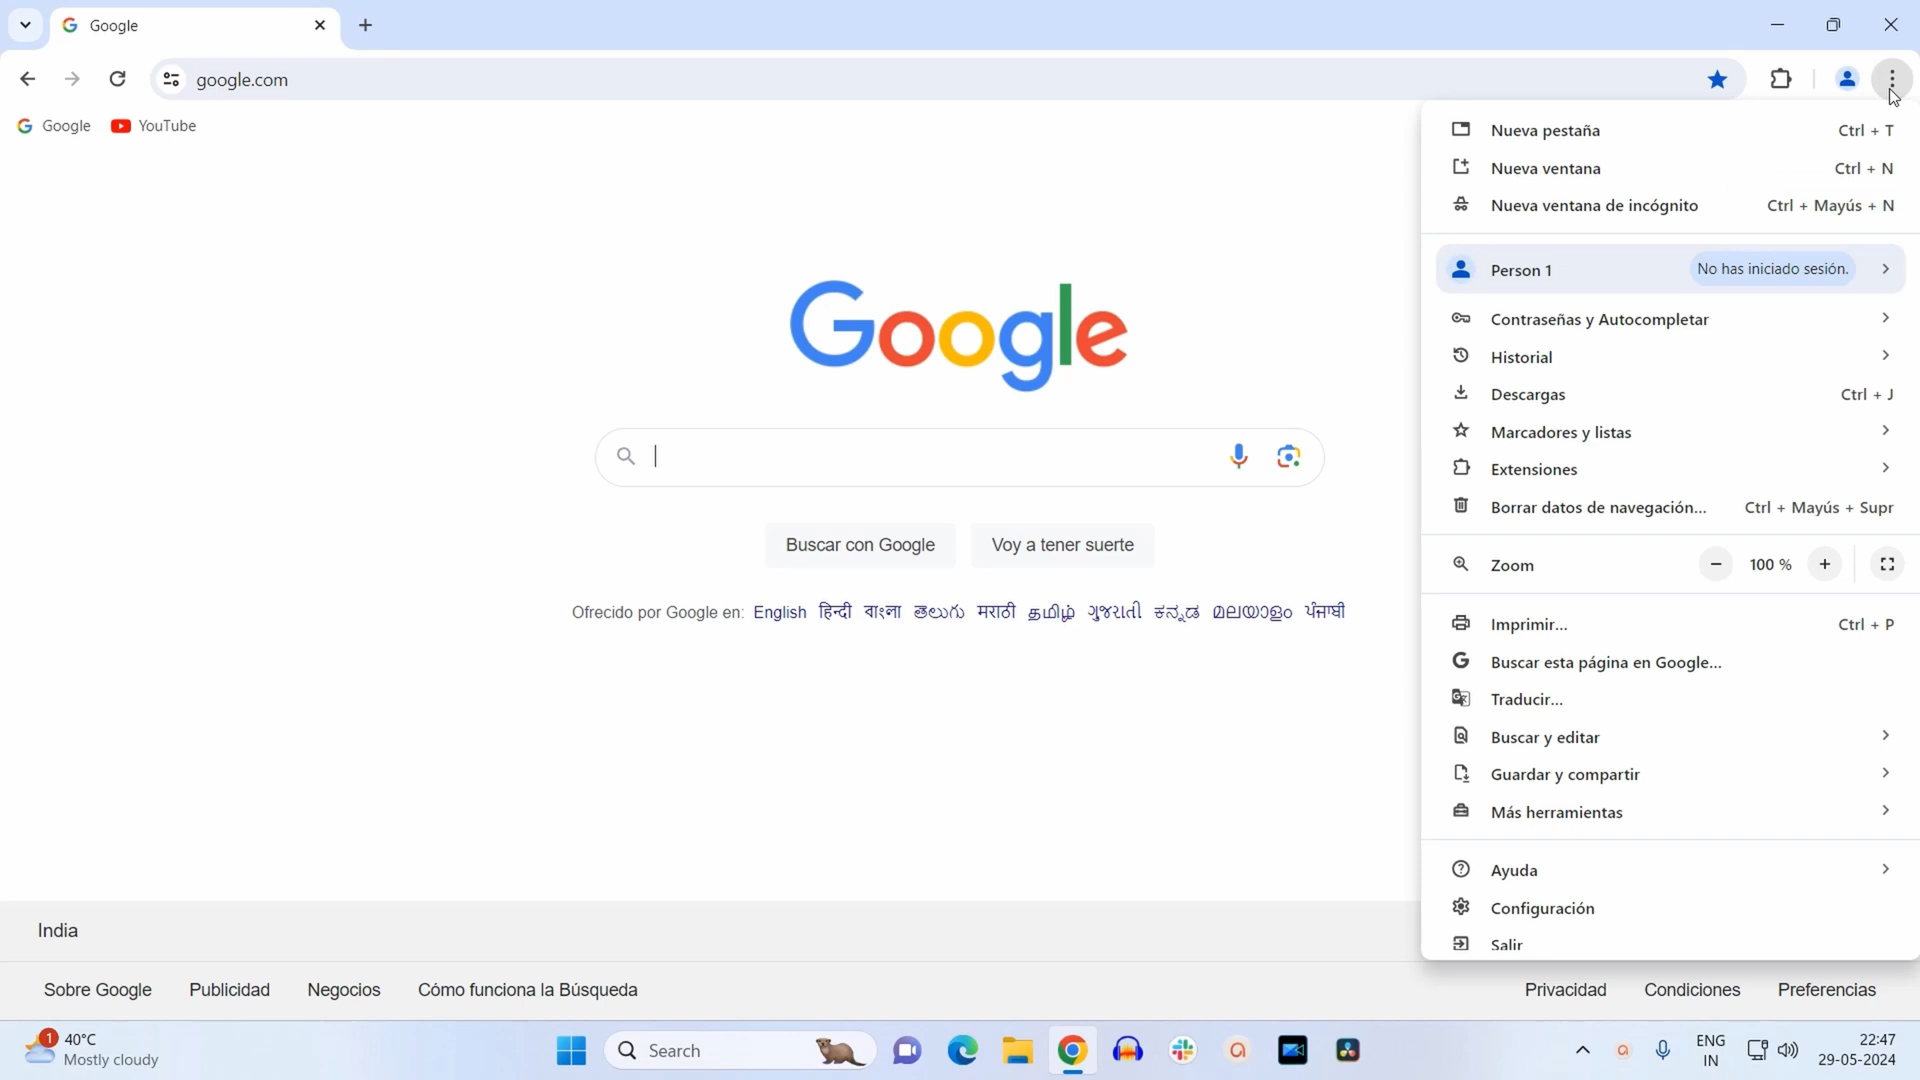 Google
google.com
Google YouTube
Nueva pestaña Ctrl + T
Nueva ventana Ctrl + N
Nueva ventana de incógnito Ctrl + Mayús + N
Person 1 No has iniciado sesión.
Contraseñas y Autocompletar
Historial
Descargas Ctrl + J
Marcadores y listas
Extensiones
Borrar datos de navegación... Ctrl + Mayús + Supr
Zoom − 100 % +
Imprimir... Ctrl + P
Buscar esta página en Google...
Traducir...
Buscar y editar
Guardar y compartir
Más herramientas
Ayuda
Configuración
Salir
Google
Buscar con Google Voy a tener suerte
Ofrecido por Google en: English हिन्दी বাংলা తెలుగు मराठी தமிழ் ગુજરાતી ಕನ್ನಡ മലയാളം ਪੰਜਾਬੀ
India
Sobre Google Publicidad Negocios Cómo funciona la Búsqueda Privacidad Condiciones Preferencias
1 40°C
Mostly cloudy
Search
ENG
IN
22:47
29-05-2024